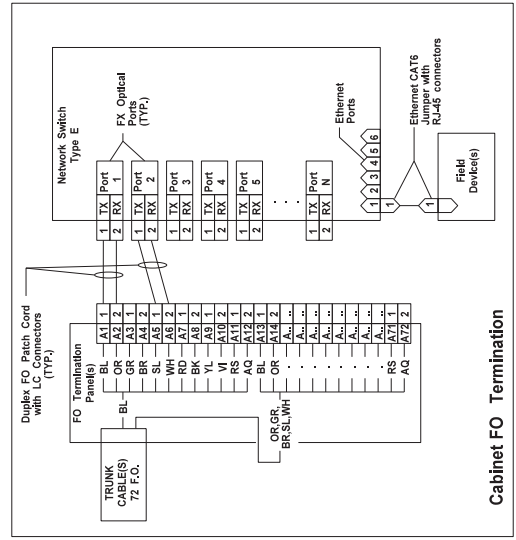 Network Switch
Type E
FX Optical
Ports
(TYP.)
Duplex FO Patch Cord
with LC Connectors
(TYP.)
FO Termination
Panel(s)
TRUNK
CABLE(S)
72 F.O.
BL
OR,GR,
BR,SL,WH
BL A1 1
OR A2 2
GR A3 1
BR A4 2
SL A5 1
WH A6 2
RD A7 1
BK A8 2
YL A9 1
VI A10 2
RS A11 1
AQ A12 2
BL A13 1
OR A14 2
. A... ..
. A... ..
. A... ..
. A... ..
. A... ..
. A... ..
RS A71 1
AQ A72 2
1 TX Port
2 RX 1
1 TX Port
2 RX 2
1 TX Port
2 RX 3
1 TX Port
2 RX 4
1 TX Port
2 RX 5
. . . .
1 TX Port
2 RX N
Ethernet
Ports
1 2 3 4 5 6
1
1
Ethernet CAT6
Jumper with
RJ-45 connectors
Field
Device(s)
Cabinet FO Termination